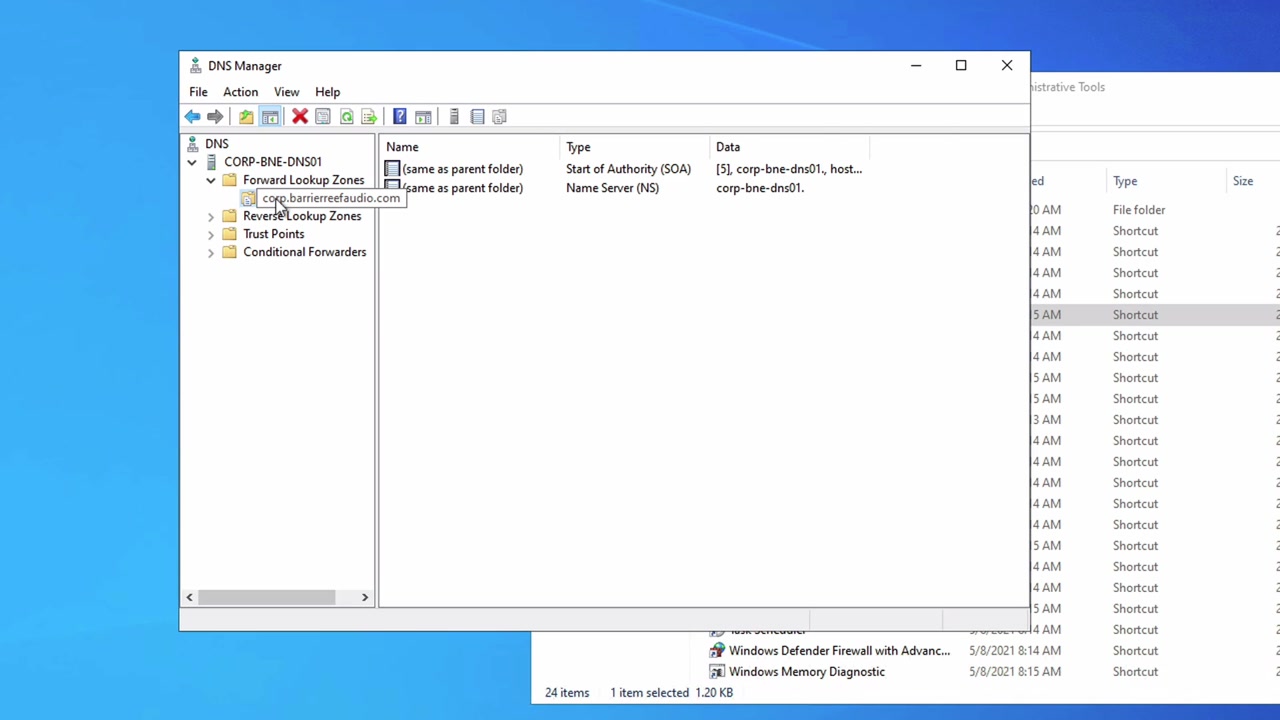 DNS Manager
File Action View Help
DNS
CORP-BNE-DNS01
Forward Lookup Zones
corp.barrierreefaudio.com
Reverse Lookup Zones
Trust Points
Conditional Forwarders
Name Type Data
(same as parent folder) Start of Authority (SOA) [5], corp-bne-dns01., host...
(same as parent folder) Name Server (NS) corp-bne-dns01.
nistrative Tools
ed Type Size
20 AM File folder
4 AM Shortcut
4 AM Shortcut
4 AM Shortcut
4 AM Shortcut
5 AM Shortcut
4 AM Shortcut
4 AM Shortcut
5 AM Shortcut
5 AM Shortcut
3 AM Shortcut
4 AM Shortcut
4 AM Shortcut
4 AM Shortcut
4 AM Shortcut
4 AM Shortcut
5 AM Shortcut
4 AM Shortcut
4 AM Shortcut
5 AM Shortcut
Task Scheduler 5/8/2021 8:14 AM Shortcut
Windows Defender Firewall with Advanc... 5/8/2021 8:14 AM Shortcut
Windows Memory Diagnostic 5/8/2021 8:15 AM Shortcut
24 items 1 item selected 1.20 KB